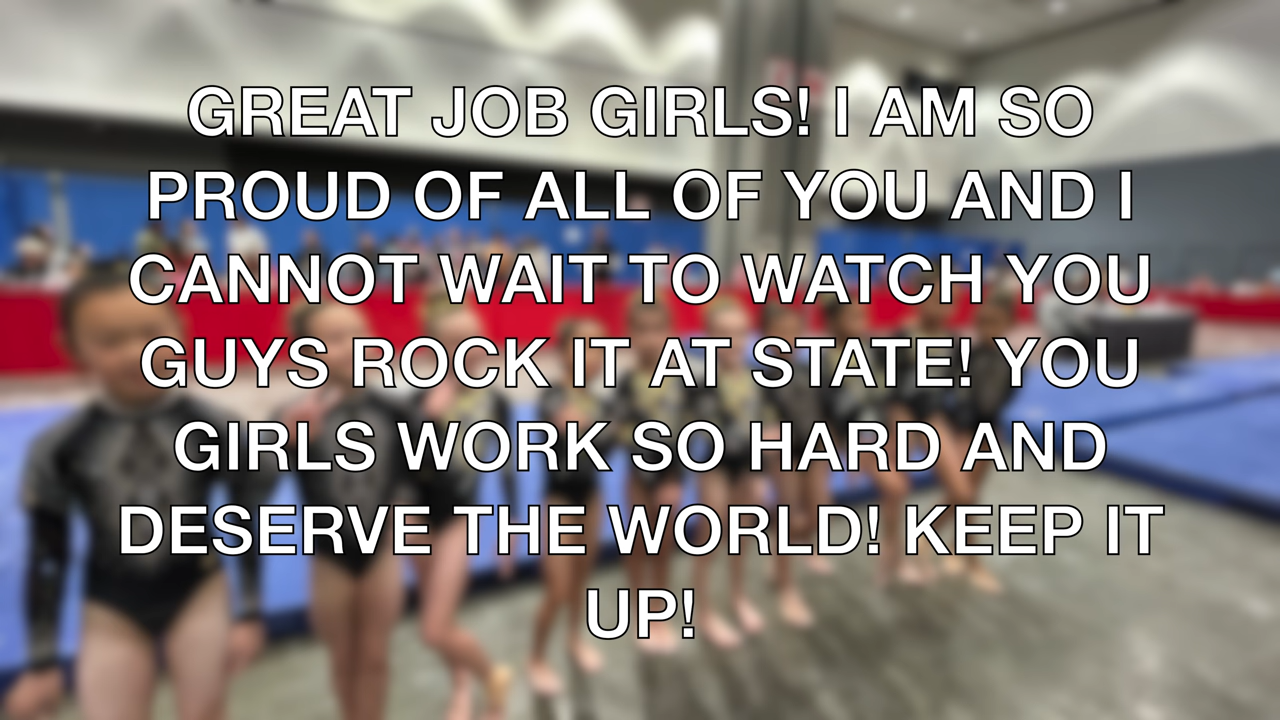 GREAT JOB GIRLS! I AM SO
PROUD OF ALL OF YOU AND I
CANNOT WAIT TO WATCH YOU
GUYS ROCK IT AT STATE! YOU
GIRLS WORK SO HARD AND
DESERVE THE WORLD! KEEP IT
UP!